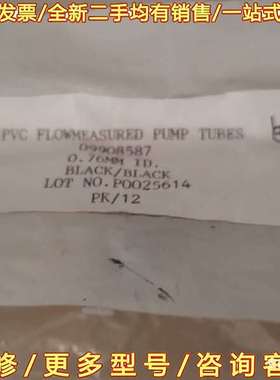 发票/全新二手均有销售/一站式
PVC FLOWMEASURED PUMP TUBES
09908587
0.76MM ID.
BLACK/BLACK
LOT NO.P0025614
PK/12
修/更多型号/咨询客